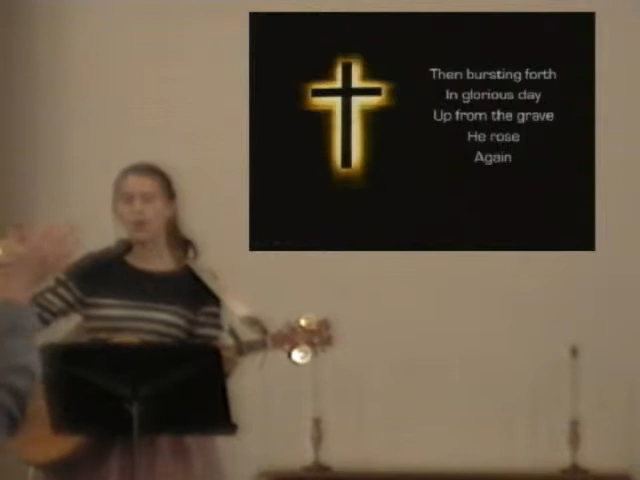 Then bursting forth
In glorious day
Up from the grave
He rose
Again